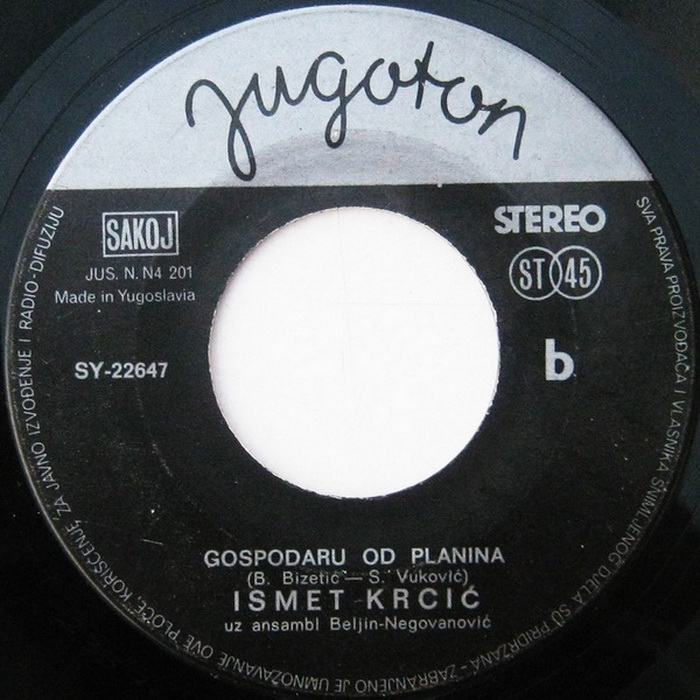 jugoton
SAKOJ
JUS. N. N4 201
Made in Yugoslavia
SY-22647
STEREO
ST 45
b
GOSPODARU OD PLANINA
(B. Bizetić — S. Vuković)
ISMET KRCIĆ
uz ansambl Beljin-Negovanović
SVA PRAVA PROIZVOĐAČA I VLASNIKA SNIMLJENOG DJELA SU PRIDRŽANA - ZABRANJENO JE UMNOŽAVANJE OVE PLOČE, KORIŠĆENJE ZA JAVNO IZVOĐENJE I RADIO-DIFUZIJU